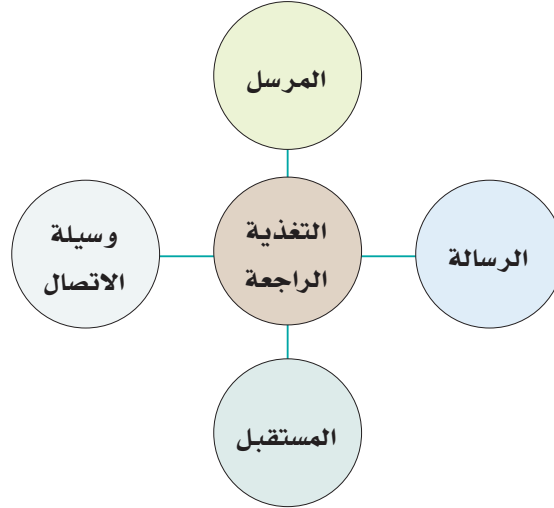 المرسل
الرسالة
التغذية
الراجعة
وسيلة
الاتصال
المستقبل